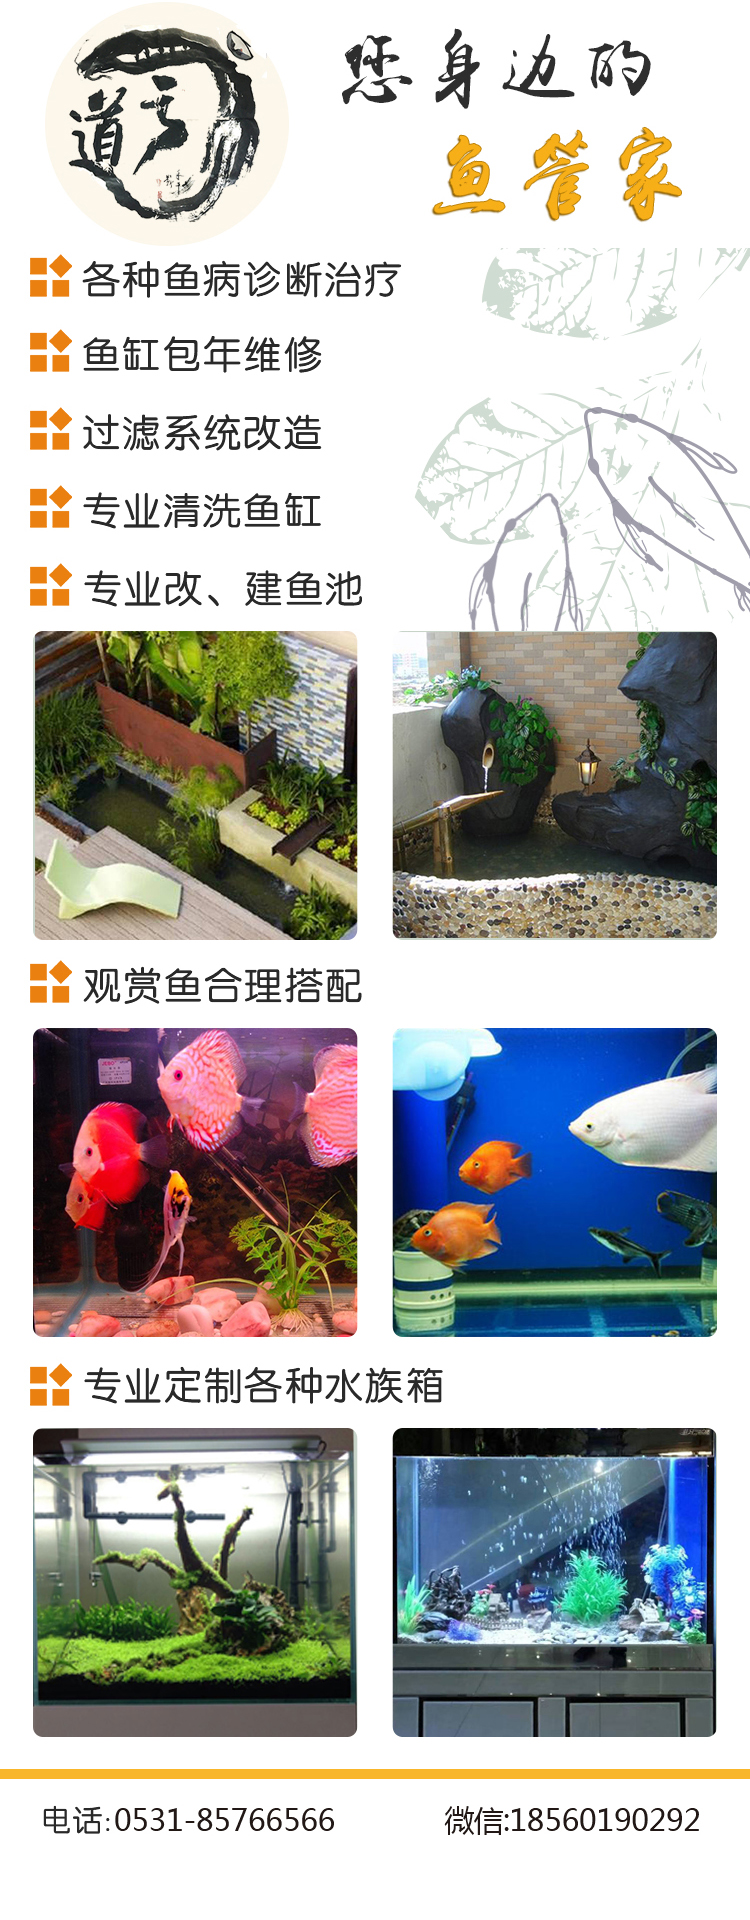 道
您身边的
鱼管家
各种鱼病诊断治疗
鱼缸包年维修
过滤系统改造
专业清洗鱼缸
专业改、建鱼池
观赏鱼合理搭配
专业定制各种水族箱
电话:0531-85766566
微信:18560190292